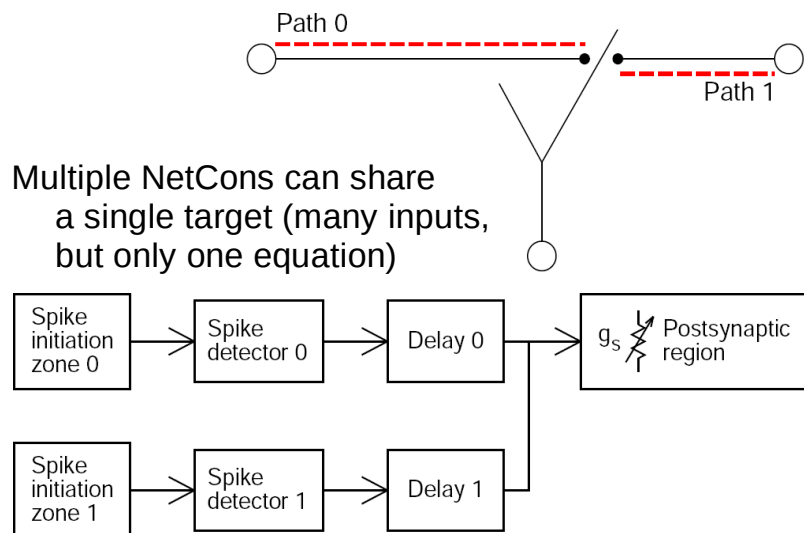 Path 0
Path 1
Multiple NetCons can share
a single target (many inputs,
but only one equation)
Spike
initiation
zone 0
Spike
detector 0
Delay 0
gs
Postsynaptic
region
Spike
initiation
zone 1
Spike
detector 1
Delay 1